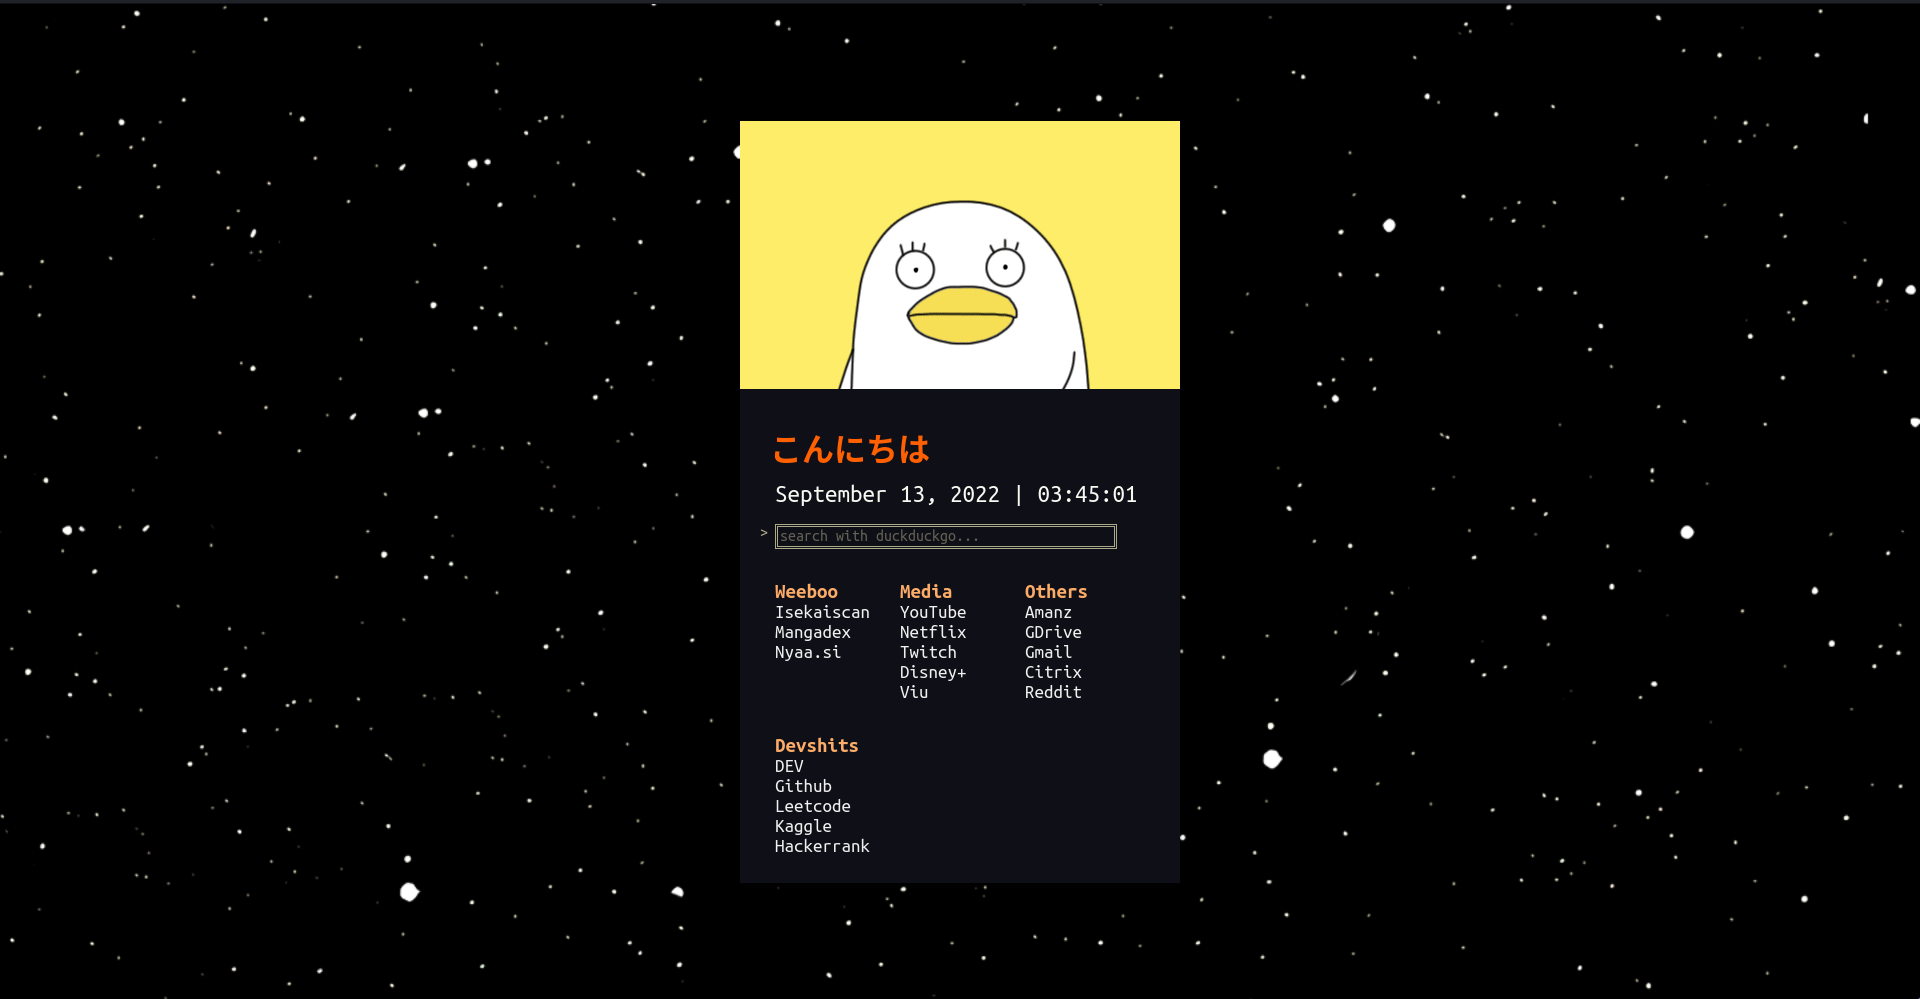 こんにちは
September 13, 2022 | 03:45:01
> search with duckduckgo...
Weeboo
Isekaiscan
Mangadex
Nyaa.si
Media
YouTube
Netflix
Twitch
Disney+
Viu
Others
Amanz
GDrive
Gmail
Citrix
Reddit
Devshits
DEV
Github
Leetcode
Kaggle
Hackerrank